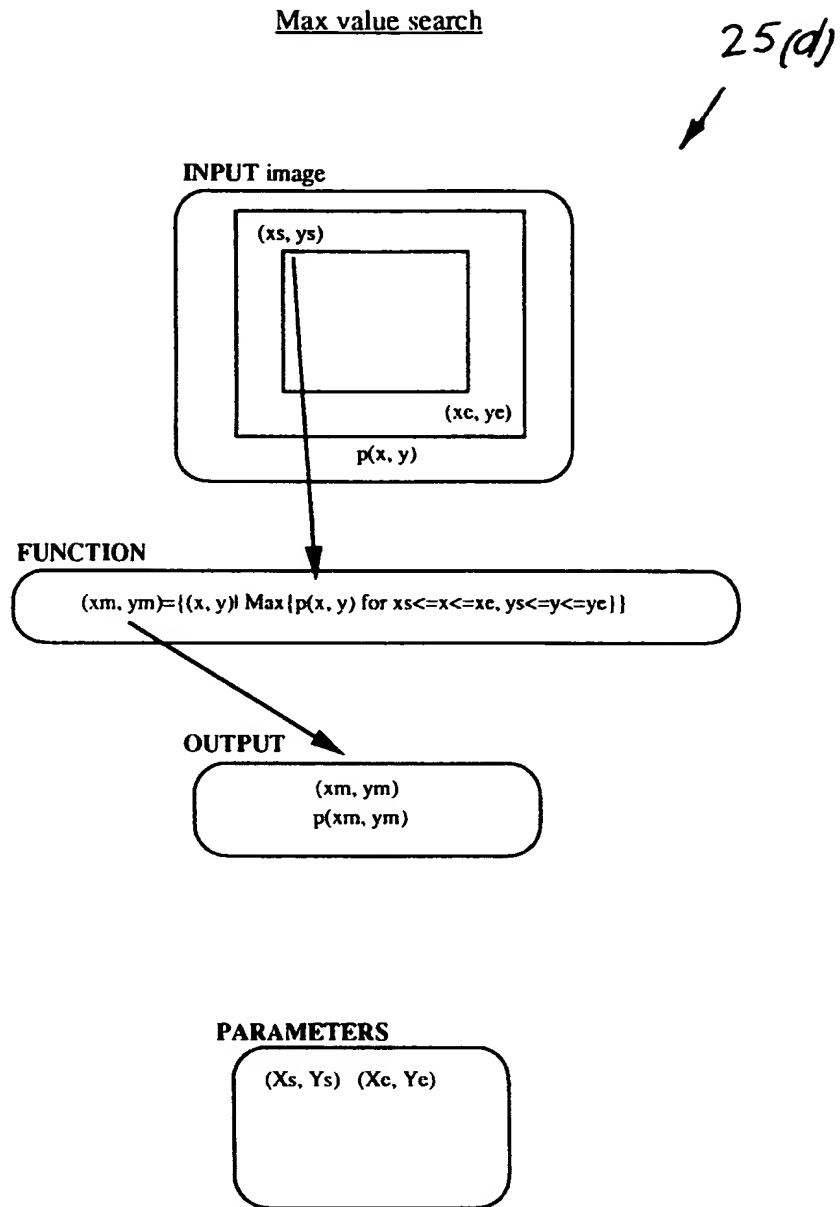 Max value search
25(d)
INPUT image
(xs, ys)
(xe, ye)
p(x, y)
FUNCTION
(xm, ym)={(x, y)| Max{p(x, y) for xs<=x<=xe, ys<=y<=ye}}
OUTPUT
(xm, ym)
p(xm, ym)
PARAMETERS
(Xs, Ys) (Xe, Ye)